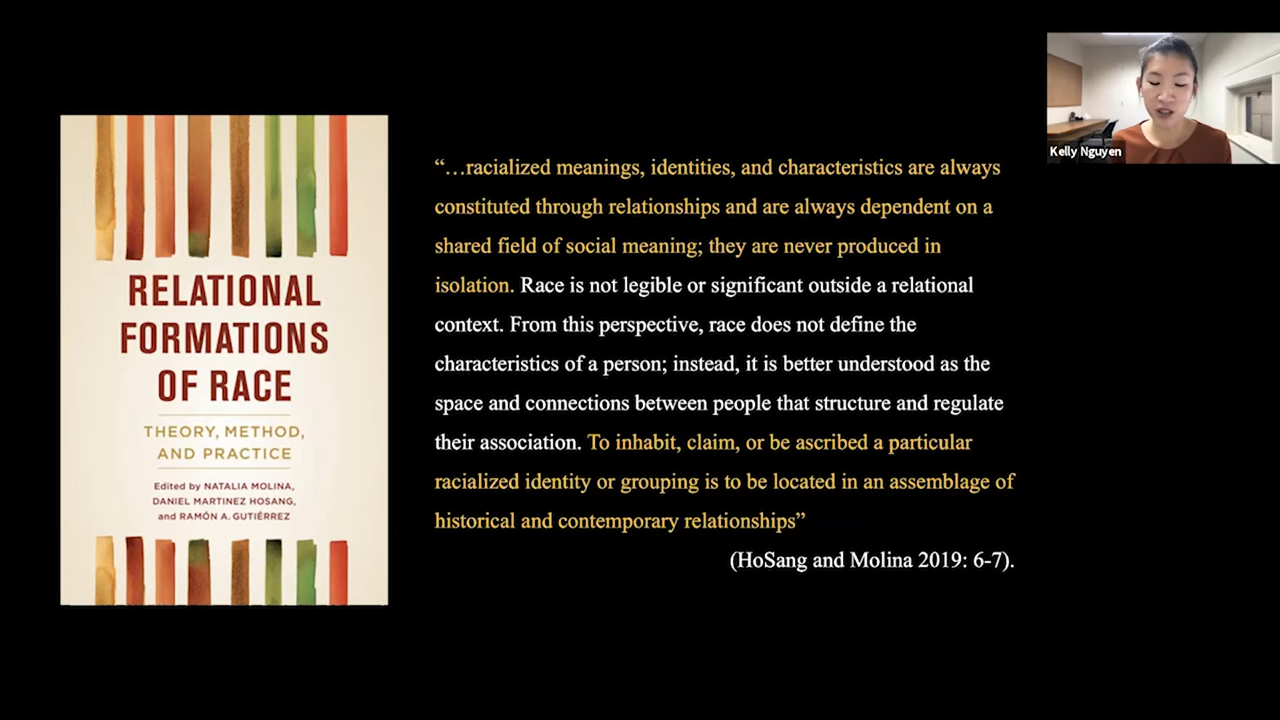 RELATIONAL
FORMATIONS
OF RACE
THEORY, METHOD,
AND PRACTICE
Edited by NATALIA MOLINA,
DANIEL MARTINEZ HOSANG,
and RAMÓN A. GUTIÉRREZ
“…racialized meanings, identities, and characteristics are always
constituted through relationships and are always dependent on a
shared field of social meaning; they are never produced in
isolation. Race is not legible or significant outside a relational
context. From this perspective, race does not define the
characteristics of a person; instead, it is better understood as the
space and connections between people that structure and regulate
their association. To inhabit, claim, or be ascribed a particular
racialized identity or grouping is to be located in an assemblage of
historical and contemporary relationships”
(HoSang and Molina 2019: 6-7).
Kelly Nguyen